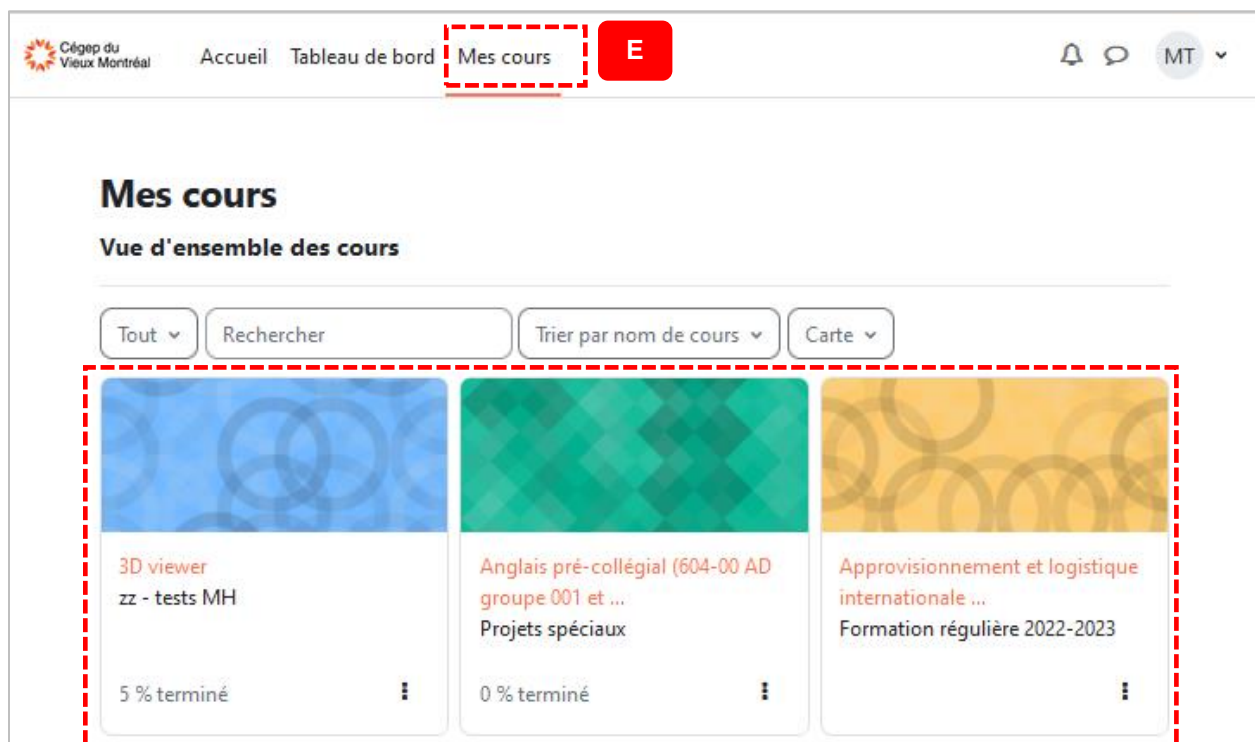 Cégep du
Vieux Montréal
Accueil Tableau de bord Mes cours E MT
Mes cours
Vue d'ensemble des cours
Tout Rechercher Trier par nom de cours Carte
3D viewer
zz - tests MH
5 % terminé
Anglais pré-collégial (604-00 AD
groupe 001 et ...
Projets spéciaux
0 % terminé
Approvisionnement et logistique
internationale ...
Formation régulière 2022-2023